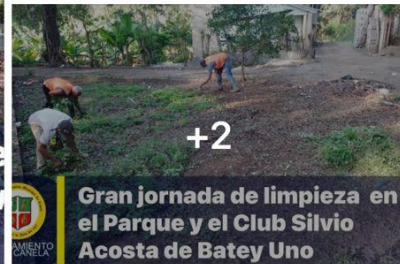 +2
Gran jornada de limpieza en
el Parque y el Club Silvio
Acosta de Batey Uno
AMIENTO
CANELA